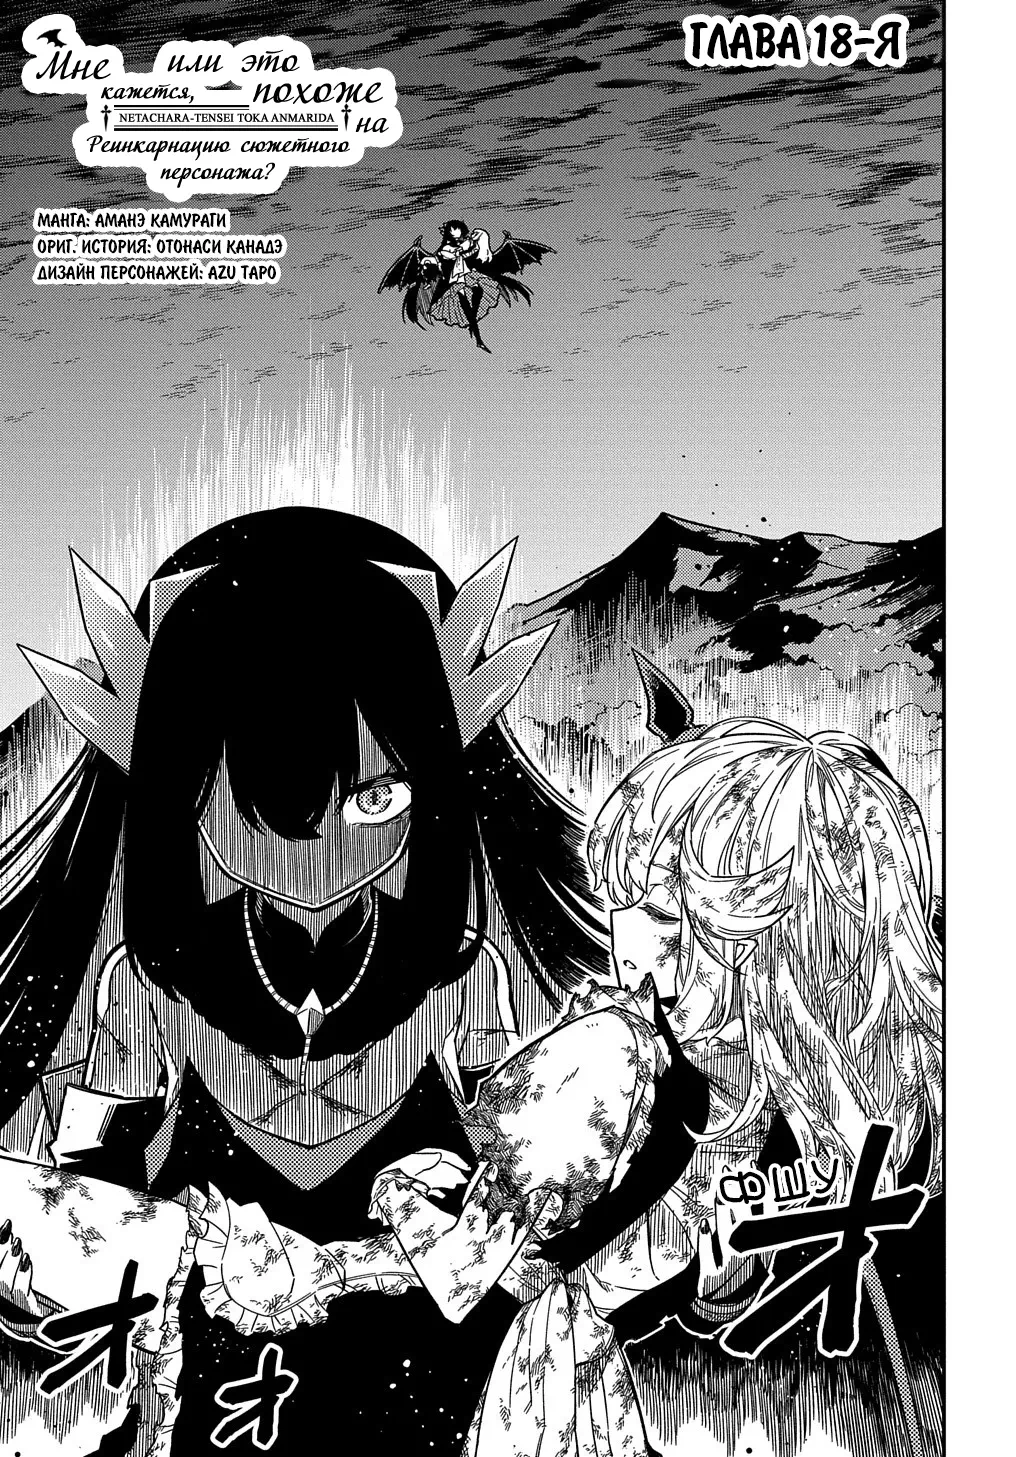 ГЛАВА 18-Я
Мне или это
кажется, похоже
NETACHARA-TENSEI TOKA ANMARIDA
на
Реинкарнацию сюжетного
персонажа?
МАНГА: АМАНЭ КАМУРАГИ
ОРИГ. ИСТОРИЯ: ОТОНАСИ КАНАДЭ
ДИЗАЙН ПЕРСОНАЖЕЙ: AZU ТАРО
ФШУ
オ
オ
オ